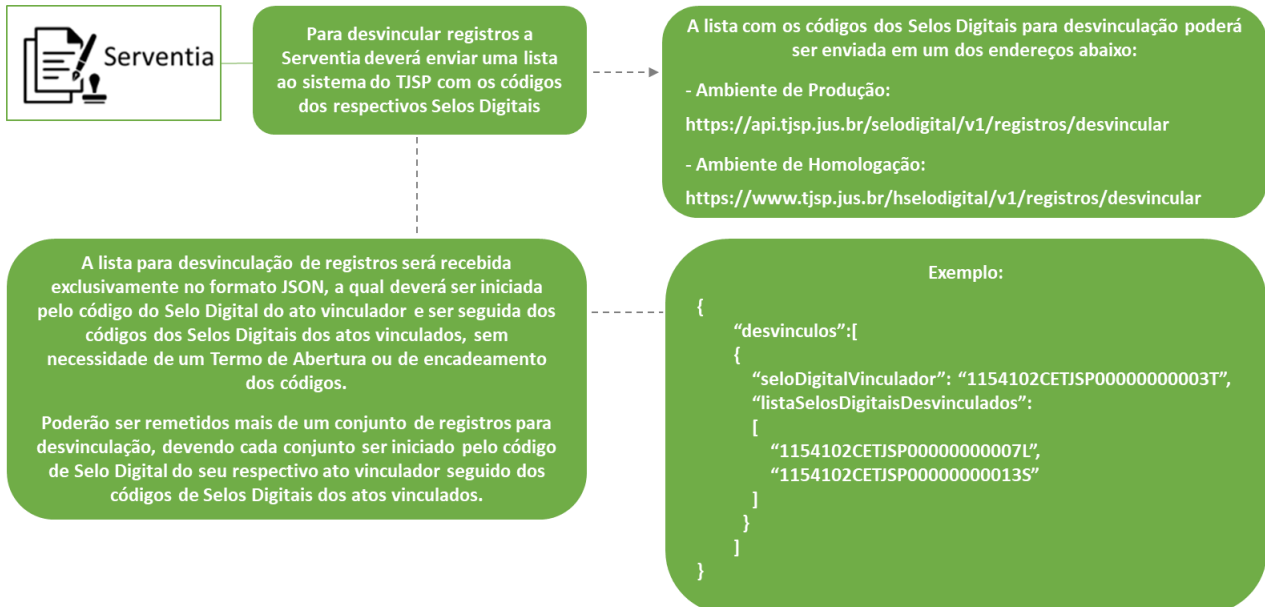 Serventia
Para desvincular registros a
Serventia deverá enviar uma lista
ao sistema do TJSP com os códigos
dos respectivos Selos Digitais
A lista com os códigos dos Selos Digitais para desvinculação poderá
ser enviada em um dos endereços abaixo:
- Ambiente de Produção:
https://api.tjsp.jus.br/selodigital/v1/registros/desvincular
- Ambiente de Homologação:
https://www.tjsp.jus.br/hselodigital/v1/registros/desvincular
A lista para desvinculação de registros será recebida
exclusivamente no formato JSON, a qual deverá ser iniciada
pelo código do Selo Digital do ato vinculador e ser seguida dos
códigos dos Selos Digitais dos atos vinculados, sem
necessidade de um Termo de Abertura ou de encadeamento
dos códigos.
Poderão ser remetidos mais de um conjunto de registros para
desvinculação, devendo cada conjunto ser iniciado pelo código
de Selo Digital do seu respectivo ato vinculador seguido dos
códigos de Selos Digitais dos atos vinculados.
Exemplo:
{
“desvinculos”:[
{
“seloDigitalVinculador”: “1154102CETJSP00000000003T”,
“listaSelosDigitaisDesvinculados”:
[
“1154102CETJSP00000000007L”,
“1154102CETJSP00000000013S”
]
}
]
}